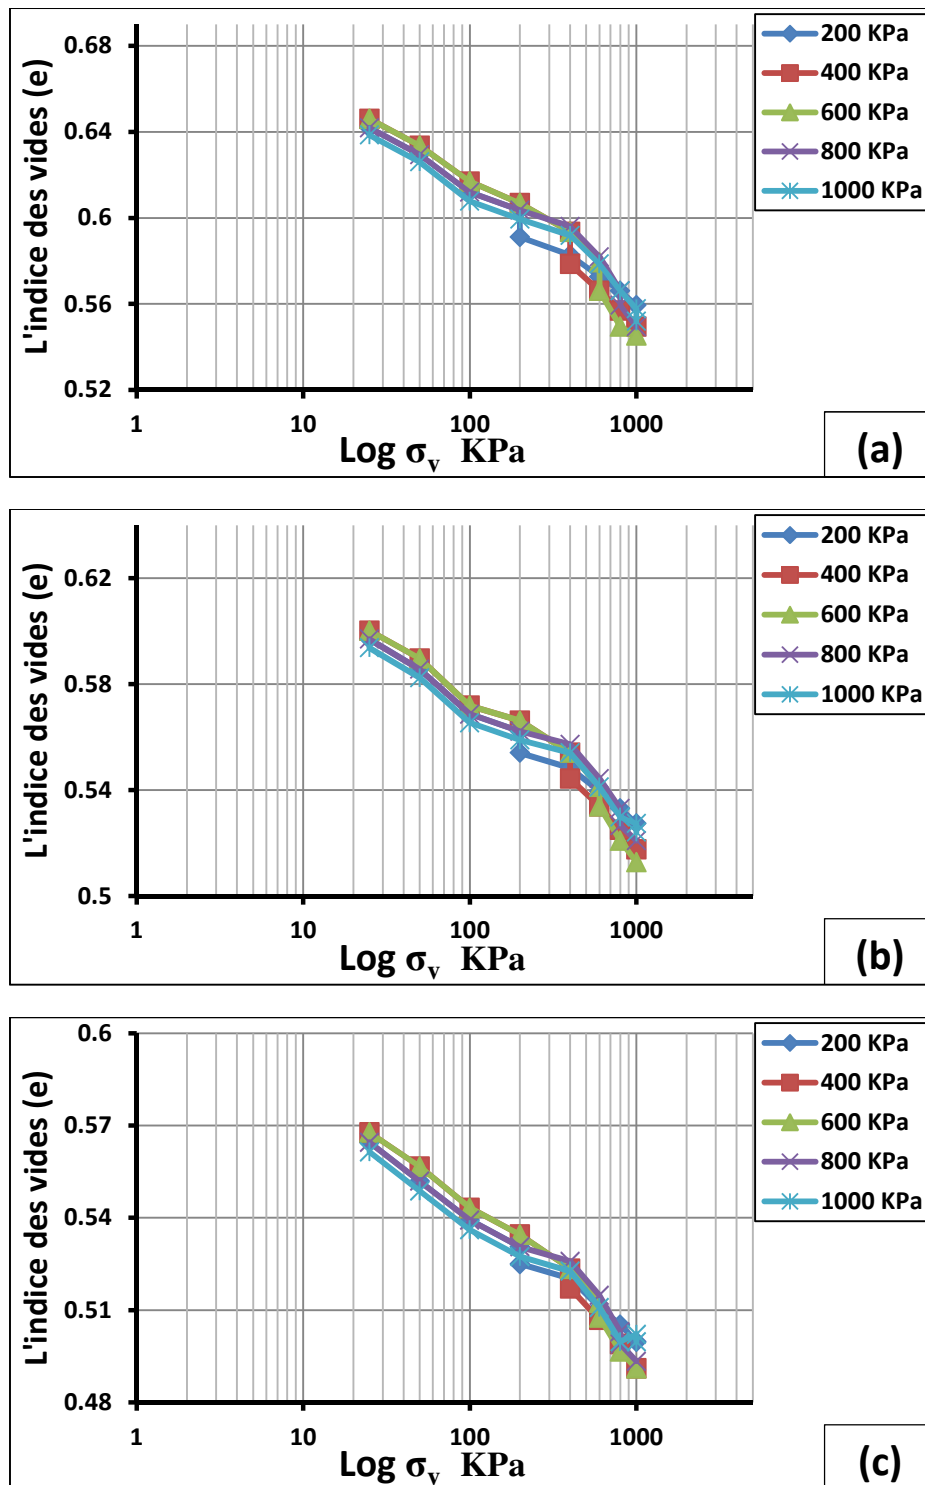 0.68
0.64
0.6
0.56
0.52
L'indice des vides (e)
1
10
100
1000
Log σv KPa
200 KPa
400 KPa
600 KPa
800 KPa
1000 KPa
(a)
0.62
0.58
0.54
0.5
L'indice des vides (e)
1
10
100
1000
Log σv KPa
200 KPa
400 KPa
600 KPa
800 KPa
1000 KPa
(b)
0.6
0.57
0.54
0.51
0.48
L'indice des vides (e)
1
10
100
1000
Log σv KPa
200 KPa
400 KPa
600 KPa
800 KPa
1000 KPa
(c)